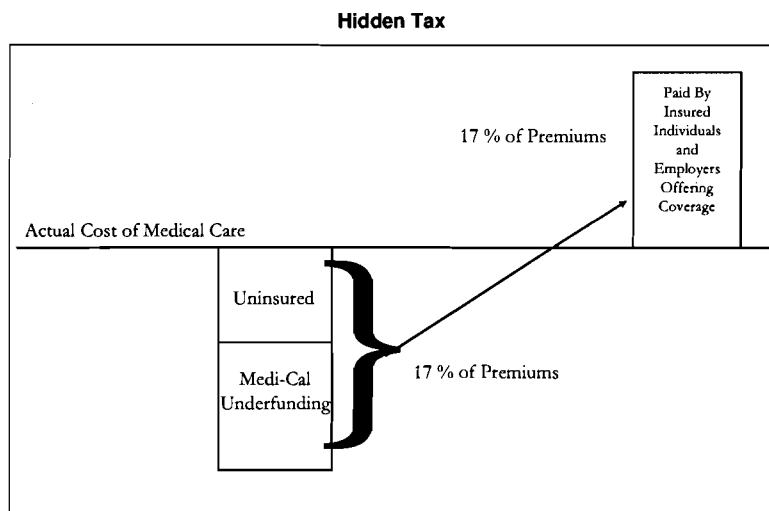 Hidden Tax
17 % of Premiums
Paid By
Insured
Individuals
and
Employers
Offering
Coverage
Actual Cost of Medical Care
Uninsured
Medi-Cal
Underfunding
17 % of Premiums